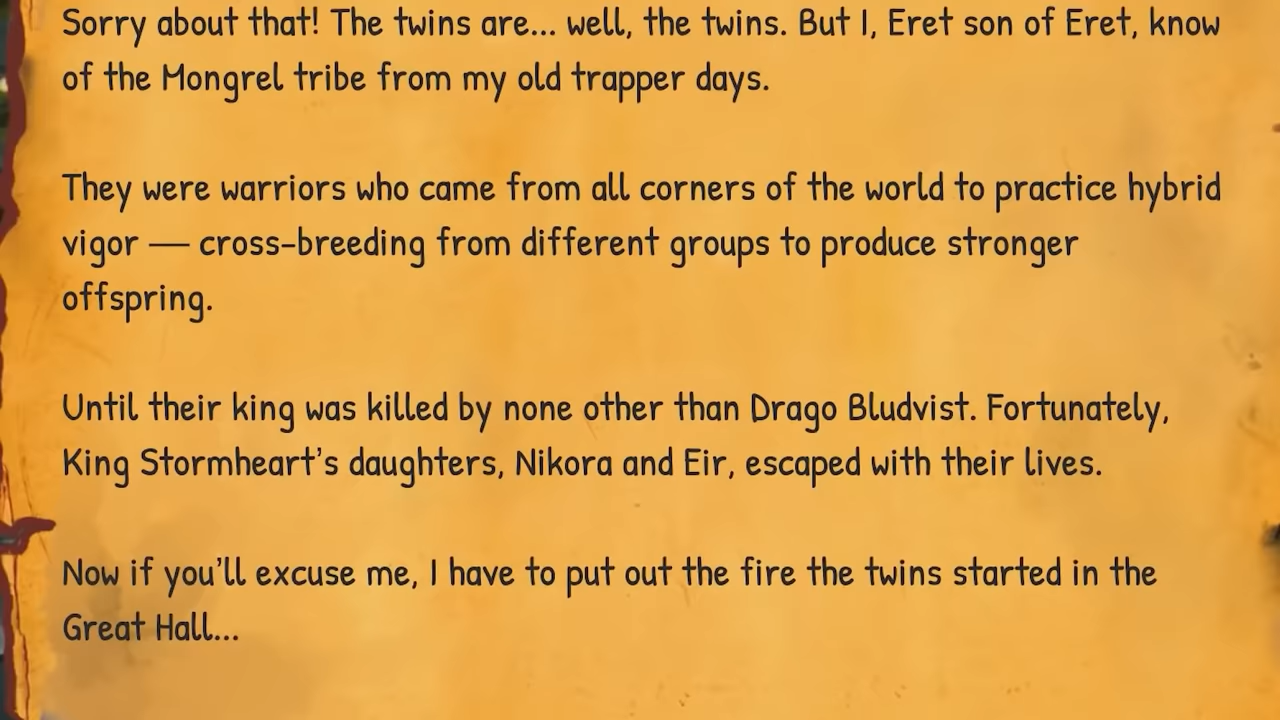 Sorry about that! The twins are... well, the twins. But I, Eret son of Eret, know
of the Mongrel tribe from my old trapper days.
They were warriors who came from all corners of the world to practice hybrid
vigor — cross-breeding from different groups to produce stronger
offspring.
Until their king was killed by none other than Drago Bludvist. Fortunately,
King Stormheart's daughters, Nikora and Eir, escaped with their lives.
Now if you'll excuse me, I have to put out the fire the twins started in the
Great Hall...